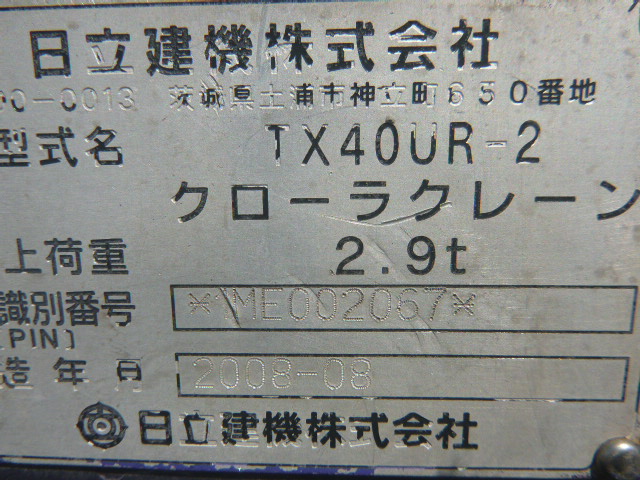 日立建機株式会社
00-0013 茨城県土浦市神立町650番地
型式名 TX40UR-2
クローラクレーン
上荷重 2.9t
識別番号 *1ME002067*
[PIN]
造年月 2008-08
日立建機株式会社